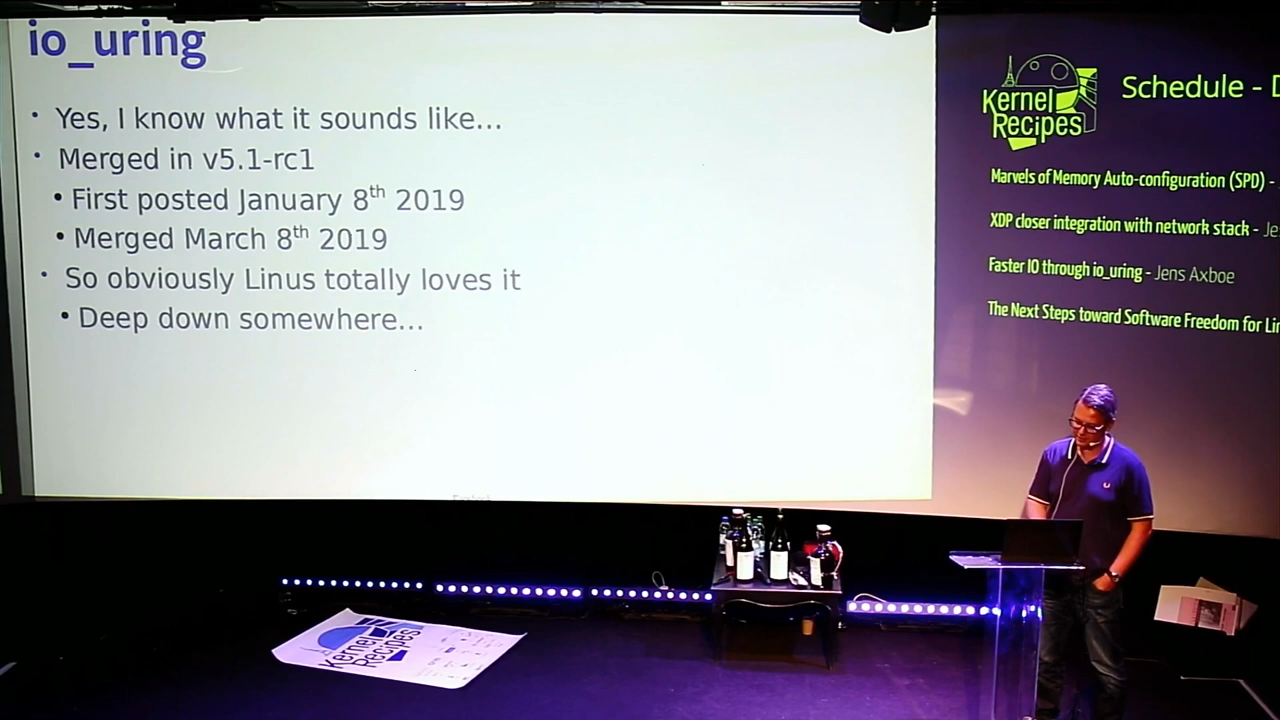 io_uring
• Yes, I know what it sounds like...
• Merged in v5.1-rc1
• First posted January 8th 2019
• Merged March 8th 2019
• So obviously Linus totally loves it
• Deep down somewhere...
Kernel
Recipes
Schedule -
Marvels of Memory Auto-configuration (SPD) -
XDP closer integration with network stack - Je
Faster IO through io_uring - Jens Axboe
The Next Steps toward Software Freedom for Li
Kernel
Recipes